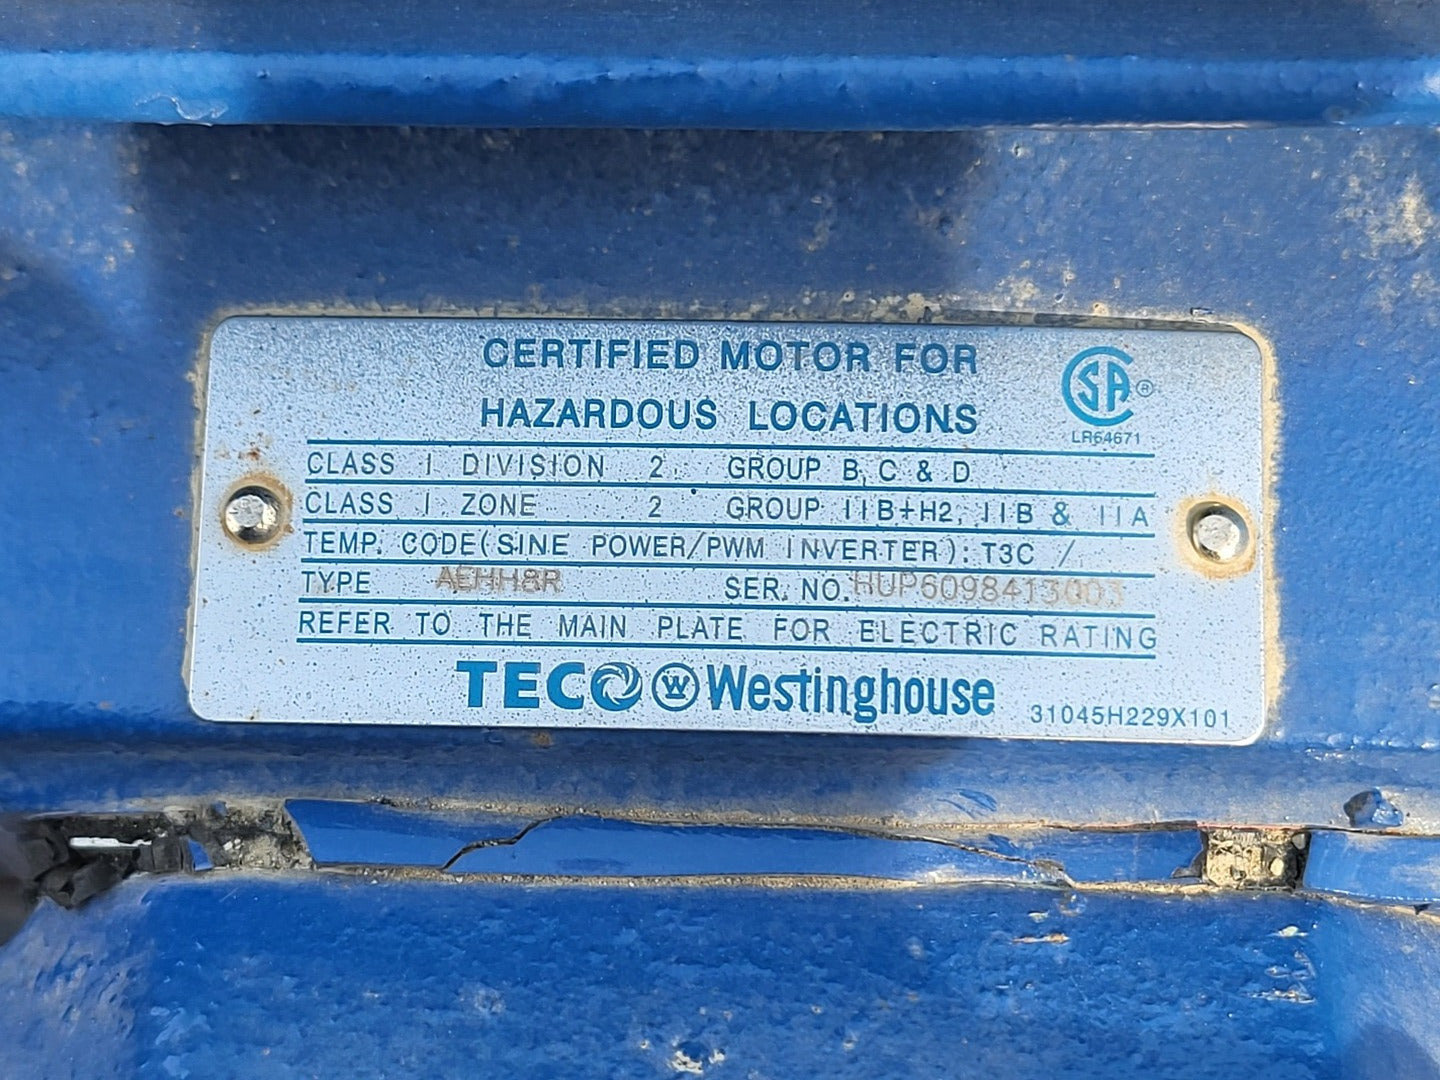 CERTIFIED MOTOR FOR
HAZARDOUS LOCATIONS
CSA ®
LR64671
CLASS I DIVISION 2 GROUP B, C & D
CLASS I ZONE 2 GROUP IIB+H2, IIB & IIA
TEMP. CODE(SINE POWER/PWM INVERTER): T3C /
TYPE AEHH8R SER. NO. HUP6098413003
REFER TO THE MAIN PLATE FOR ELECTRIC RATING
TECO W Westinghouse
31045H229X101